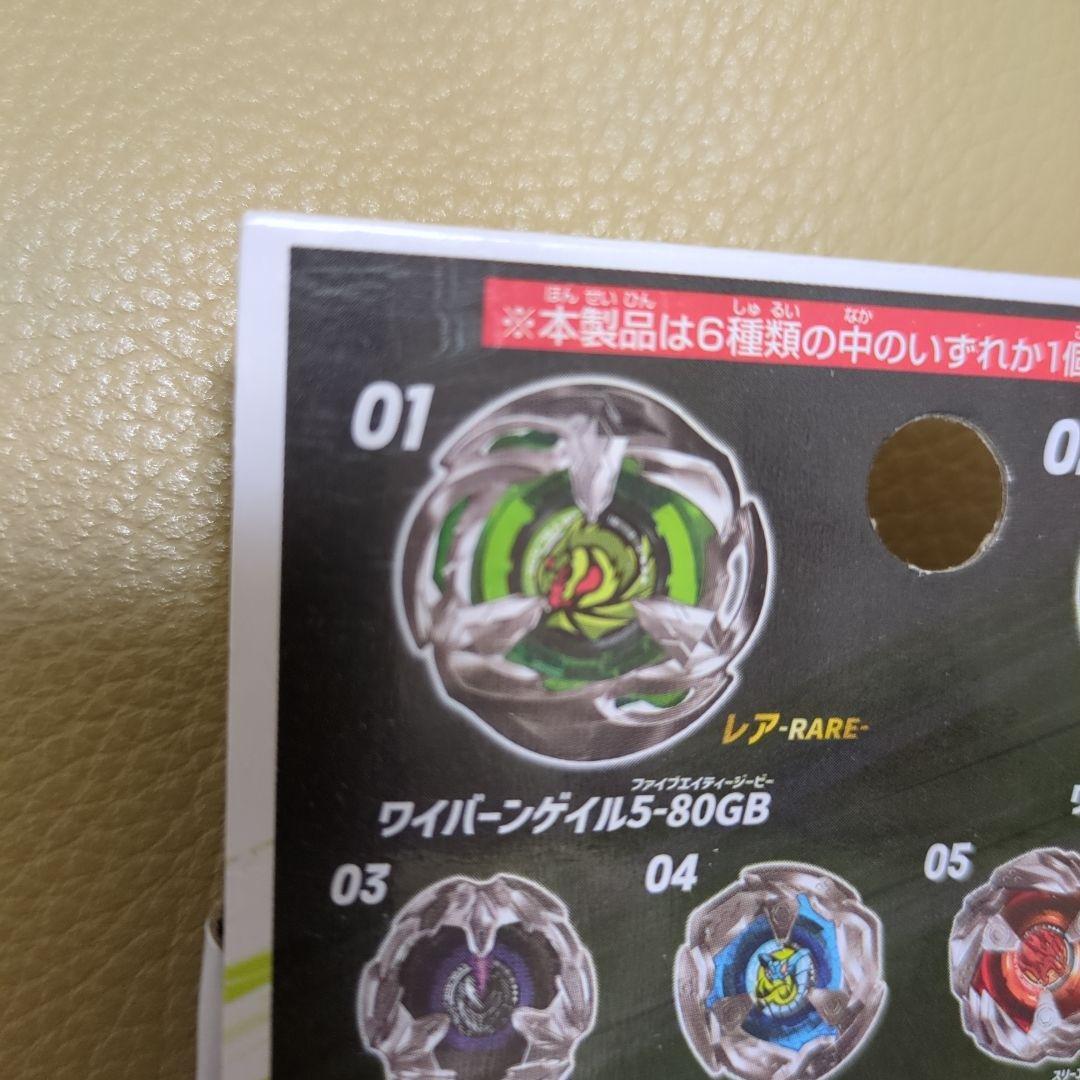 ほん せい ひん しゅ るい なか
※本製品は6種類の中のいずれか1個
01
レア-RARE-
ファイブエイティージービー
ワイバーンゲイル5-80GB
03
04
05